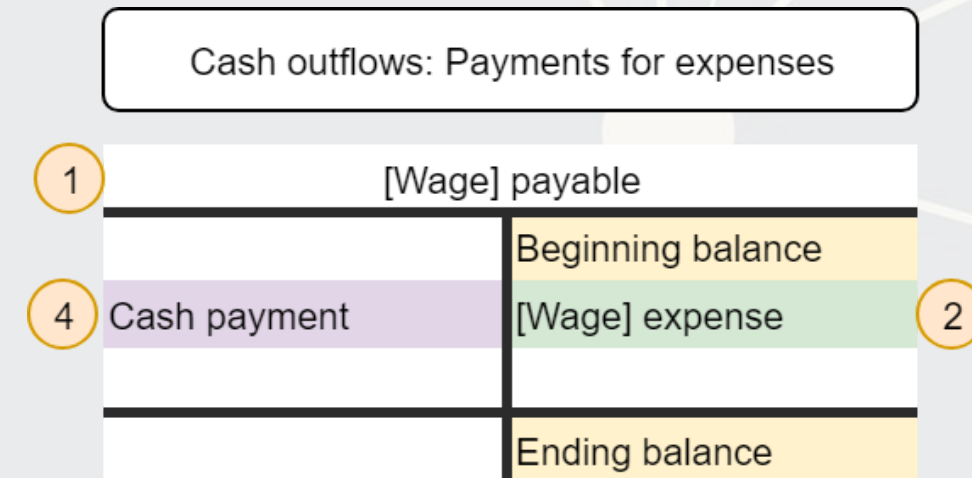 Cash outflows: Payments for expenses
1
[Wage] payable
Beginning balance
4
Cash payment
[Wage] expense
2
Ending balance